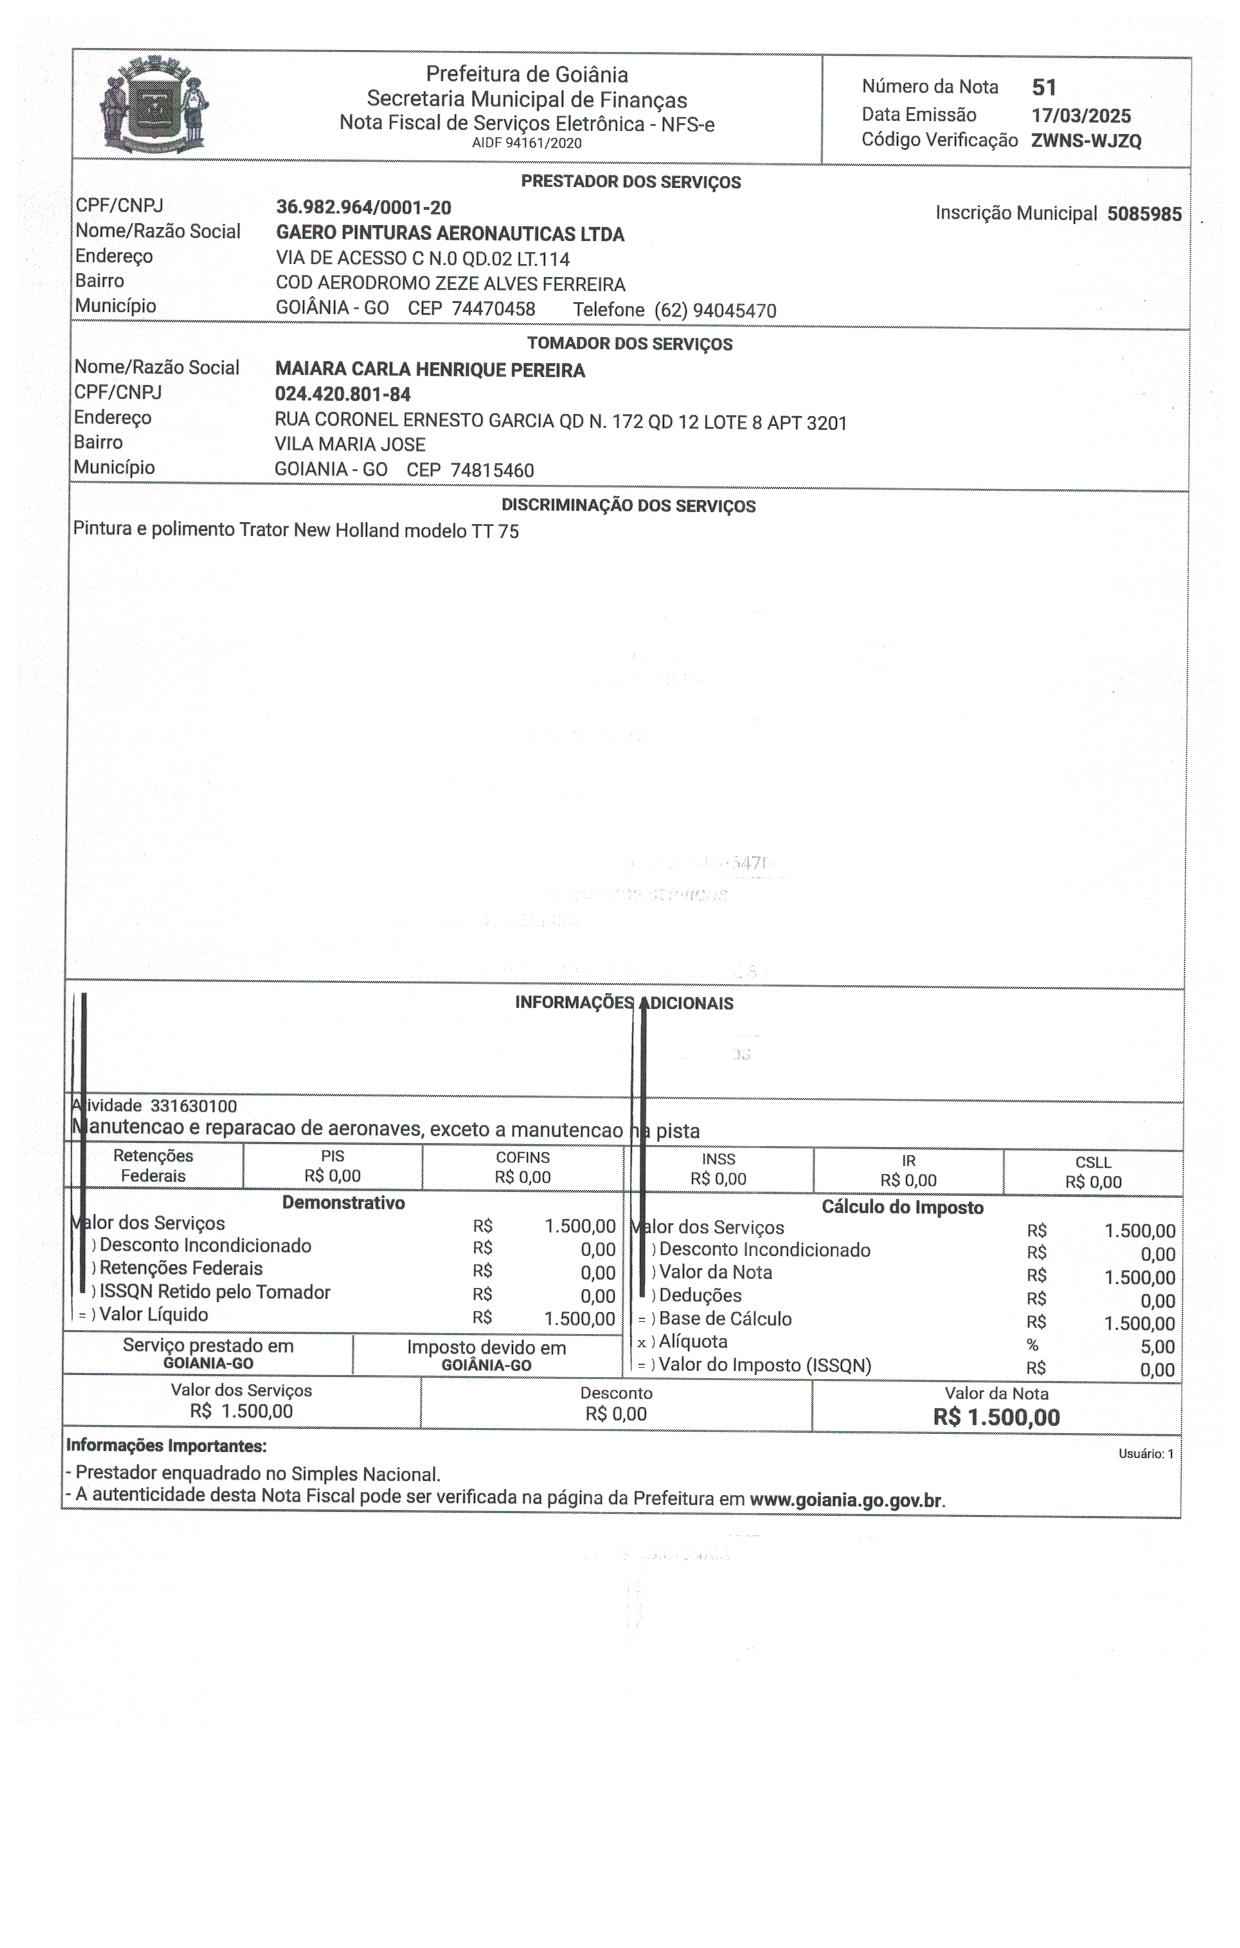 Prefeitura de Goiânia
Secretaria Municipal de Finanças
Nota Fiscal de Serviços Eletrônica - NFS-e
AIDF 94161/2020
Número da Nota 51
Data Emissão 17/03/2025
Código Verificação ZWNS-WJZQ
PRESTADOR DOS SERVIÇOS
CPF/CNPJ 36.982.964/0001-20
Inscrição Municipal 5085985
Nome/Razão Social GAERO PINTURAS AERONAUTICAS LTDA
Endereço VIA DE ACESSO C N.0 QD.02 LT.114
Bairro COD AERODROMO ZEZE ALVES FERREIRA
Município GOIÂNIA - GO CEP 74470458 Telefone (62) 94045470
TOMADOR DOS SERVIÇOS
Nome/Razão Social MAIARA CARLA HENRIQUE PEREIRA
CPF/CNPJ 024.420.801-84
Endereço RUA CORONEL ERNESTO GARCIA QD N. 172 QD 12 LOTE 8 APT 3201
Bairro VILA MARIA JOSE
Município GOIANIA - GO CEP 74815460
DISCRIMINAÇÃO DOS SERVIÇOS
Pintura e polimento Trator New Holland modelo TT 75
INFORMAÇÕES ADICIONAIS
Atividade 331630100
Manutencao e reparacao de aeronaves, exceto a manutencao na pista
Retenções Federais
PIS R$ 0,00
COFINS R$ 0,00
INSS R$ 0,00
IR R$ 0,00
CSLL R$ 0,00
Demonstrativo
Valor dos Serviços R$ 1.500,00
) Desconto Incondicionado R$ 0,00
) Retenções Federais R$ 0,00
) ISSQN Retido pelo Tomador R$ 0,00
= ) Valor Líquido R$ 1.500,00
Serviço prestado em
GOIANIA-GO
Imposto devido em
GOIÂNIA-GO
Cálculo do Imposto
Valor dos Serviços R$ 1.500,00
) Desconto Incondicionado R$ 0,00
) Valor da Nota R$ 1.500,00
) Deduções R$ 0,00
= ) Base de Cálculo R$ 1.500,00
x ) Alíquota % 5,00
= ) Valor do Imposto (ISSQN) R$ 0,00
Valor dos Serviços
R$ 1.500,00
Desconto
R$ 0,00
Valor da Nota
R$ 1.500,00
Informações Importantes:
Usuário: 1
- Prestador enquadrado no Simples Nacional.
- A autenticidade desta Nota Fiscal pode ser verificada na página da Prefeitura em www.goiania.go.gov.br.